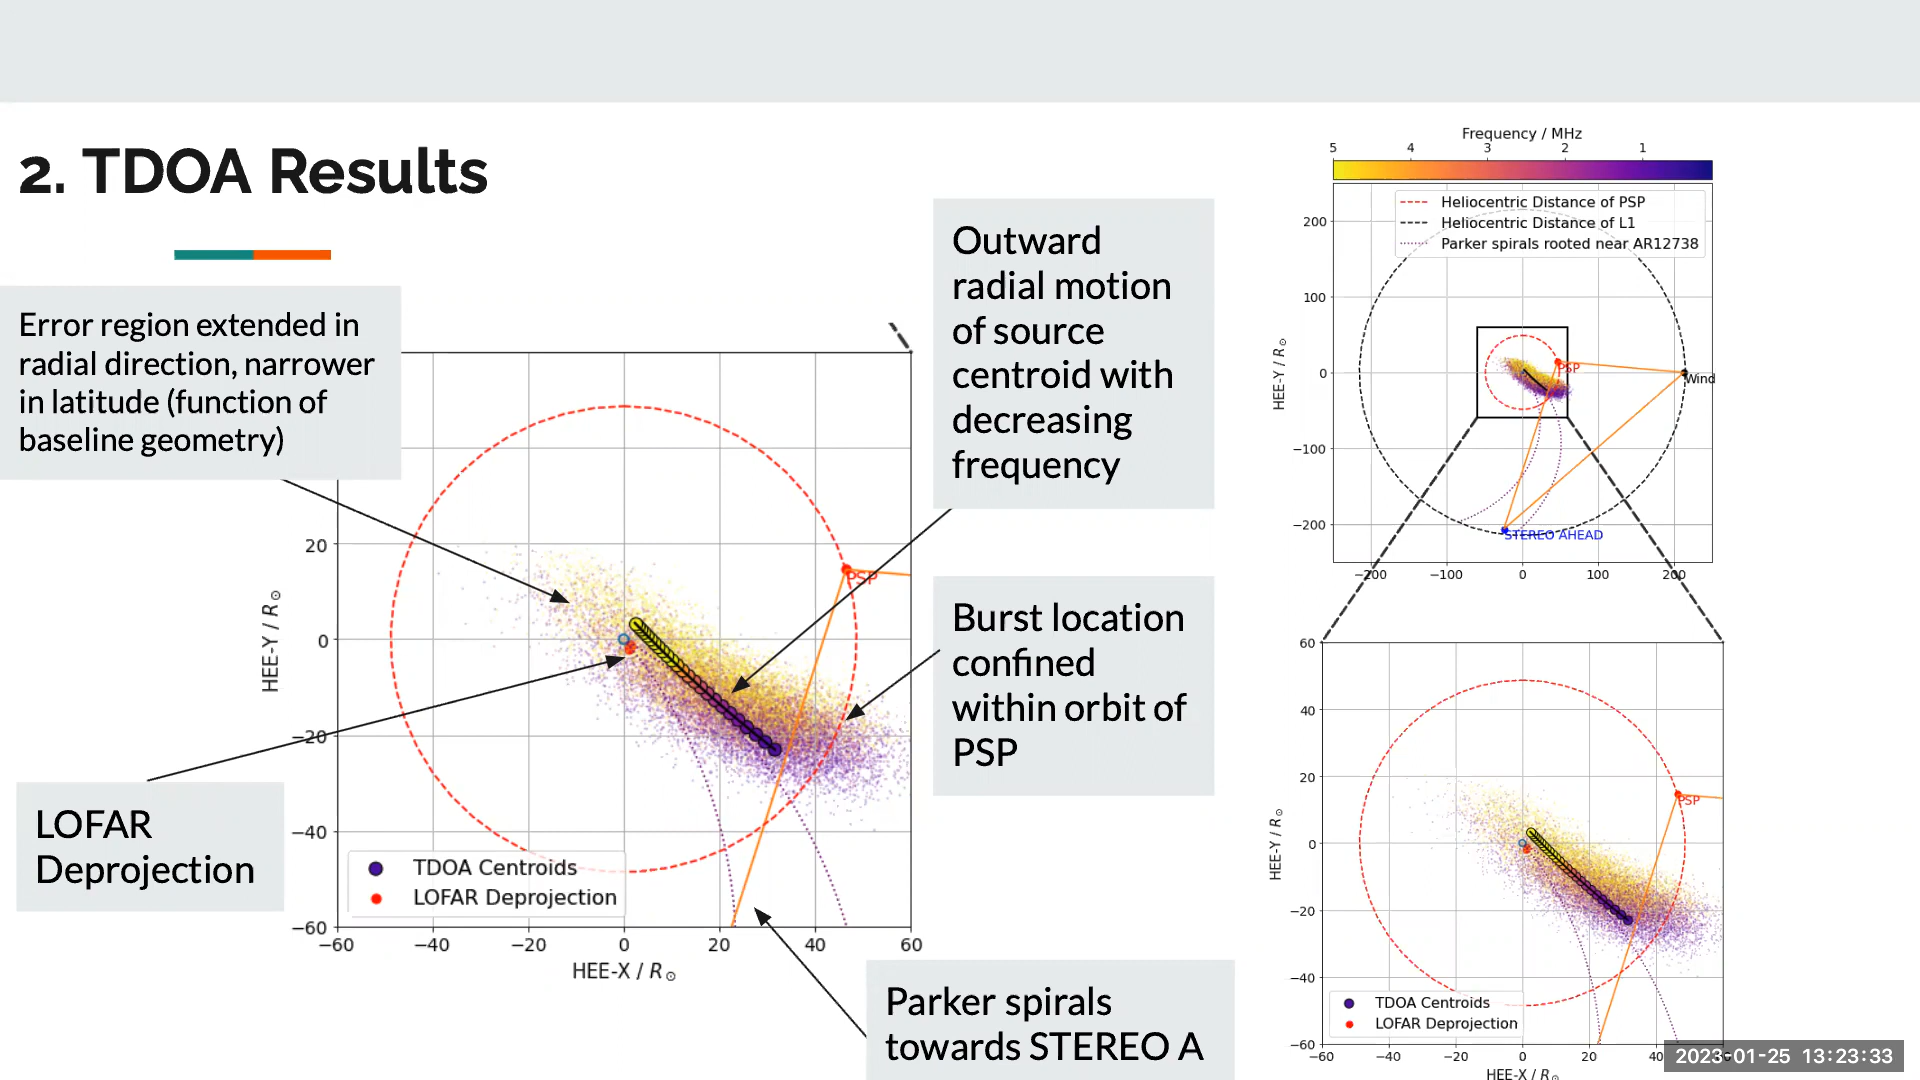 2. TDOA Results
Error region extended in
radial direction, narrower
in latitude (function of
baseline geometry)
Outward
radial motion
of source
centroid with
decreasing
frequency
Burst location
confined
within orbit of
PSP
LOFAR
Deprojection
Parker spirals
towards STEREO A
20
0
−20
−40
−60
HEE-Y / R☉
−60 −40 −20 0 20 40 60
HEE-X / R☉
PSP
TDOA Centroids
LOFAR Deprojection
Frequency / MHz
5 4 3 2 1
Heliocentric Distance of PSP
Heliocentric Distance of L1
Parker spirals rooted near AR12738
200
100
0
−100
−200
HEE-Y / R☉
PSP
Wind
STEREO AHEAD
−200 −100 0 100 200
60
40
20
0
−20
−40
−60
HEE-Y / R☉
PSP
TDOA Centroids
LOFAR Deprojection
−60 −40 −20 0 20 40
HEE-X / R☉
2023-01-25 13:23:33